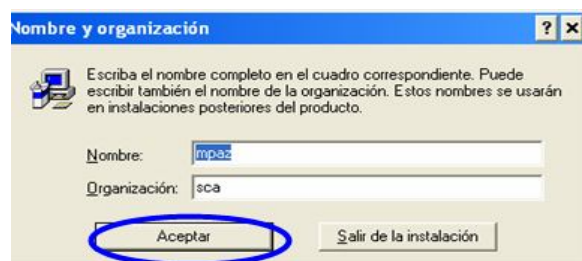 Nombre y organización
Escriba el nombre completo en el cuadro correspondiente. Puede
escribir también el nombre de la organización. Estos nombres se usarán
en instalaciones posteriores del producto.
Nombre: mpaz
Organización: sca
Aceptar Salir de la instalación